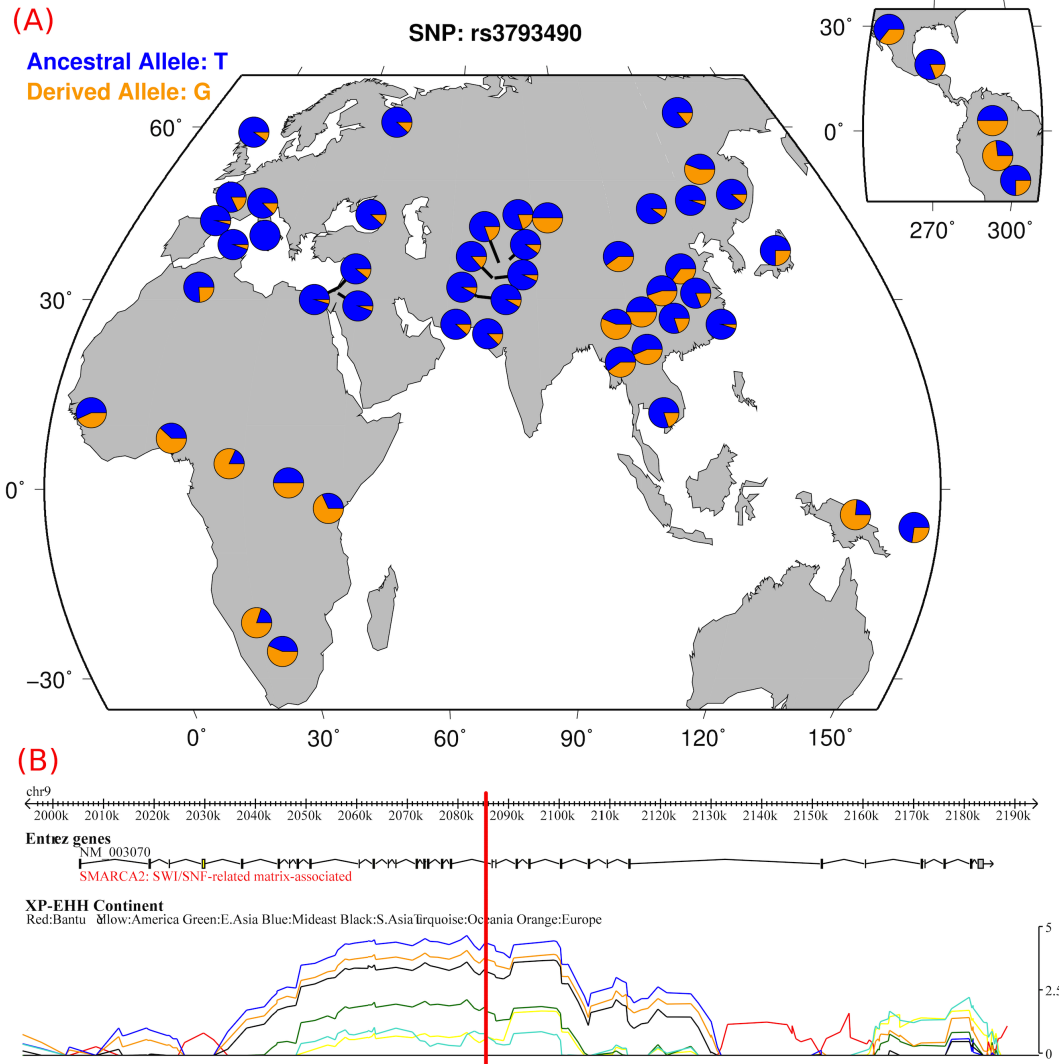 (A)
SNP: rs3793490
Ancestral Allele: T
Derived Allele: G
30°
0°
270° 300°
60°
30°
0°
−30°
0° 30° 60° 90° 120° 150°
(B)
chr9
2000k 2010k 2020k 2030k 2040k 2050k 2060k 2070k 2080k 2090k 2100k 2110k 2120k 2130k 2140k 2150k 2160k 2170k 2180k 2190k
Entrez genes
NM_003070
SMARCA2: SWI/SNF-related matrix-associated
XP-EHH Continent
Red:Bantu Yellow:America Green:E.Asia Blue:Mideast Black:S.Asia Turquoise:Oceania Orange:Europe
5
2.5
0